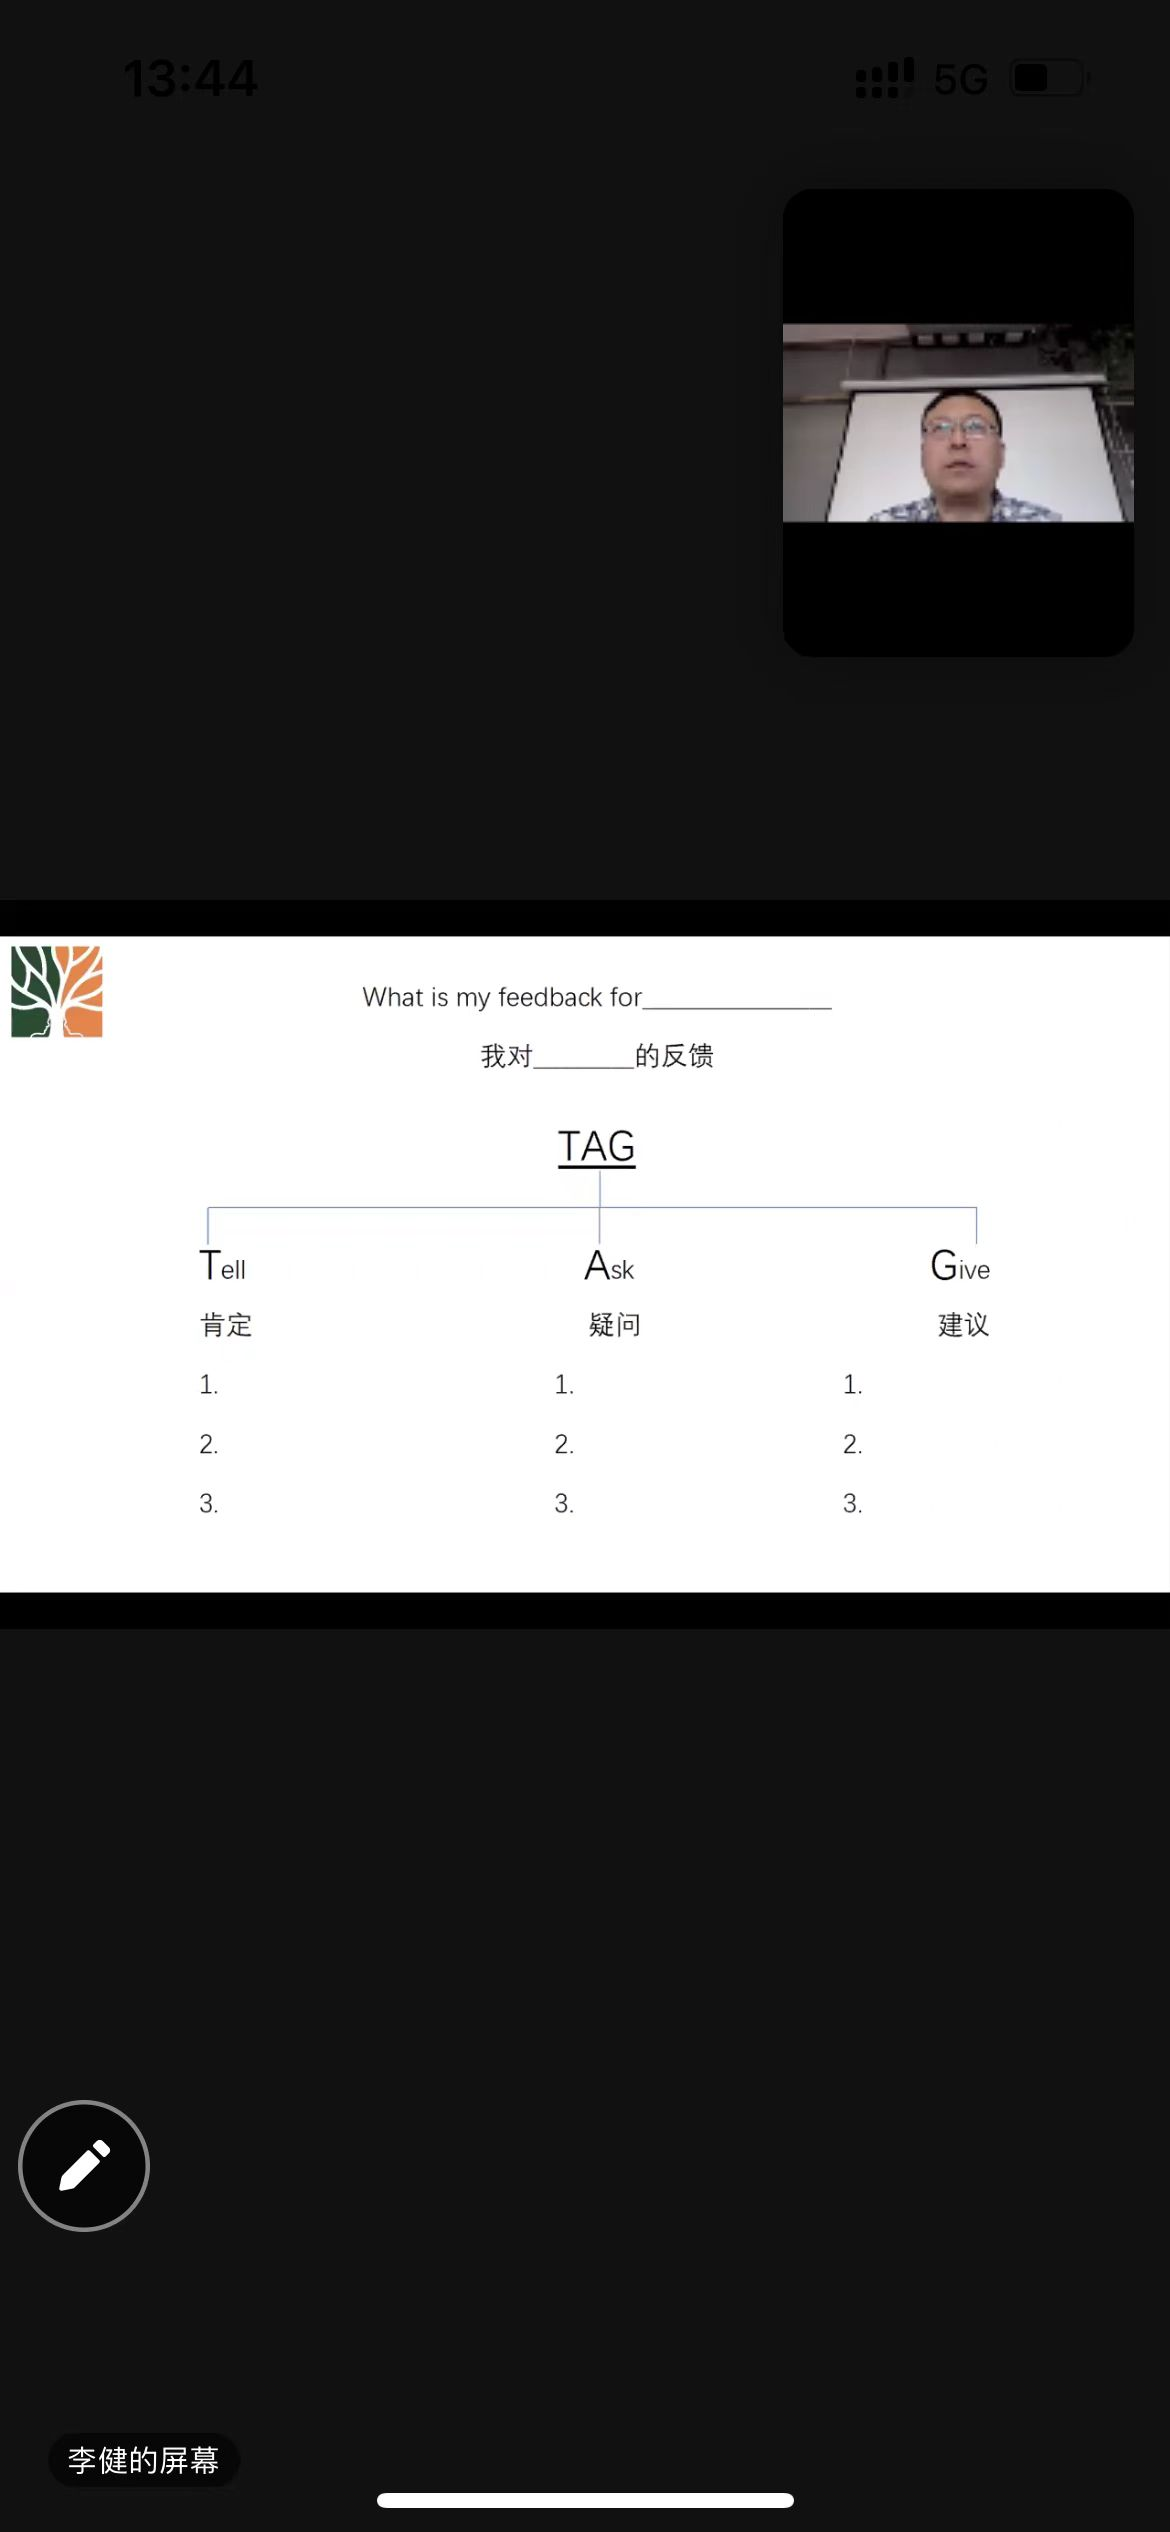 13:44 5G
What is my feedback for______________
我对________的反馈
TAG
Tell Ask Give
肯定 疑问 建议
1. 1. 1.
2. 2. 2.
3. 3. 3.
李健的屏幕